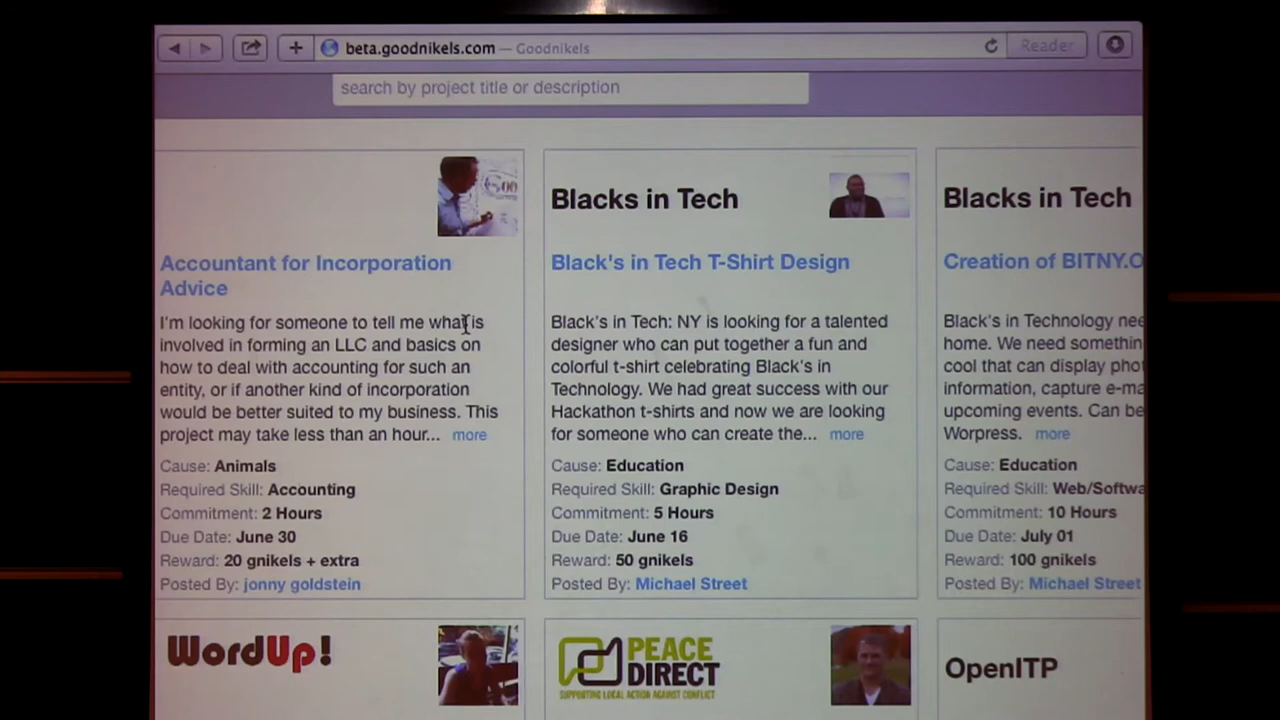 beta.goodnikels.com — Goodnikels
Reader
search by project title or description
Accountant for Incorporation
Advice
I'm looking for someone to tell me what is
involved in forming an LLC and basics on
how to deal with accounting for such an
entity, or if another kind of incorporation
would be better suited to my business. This
project may take less than an hour... more
Cause: Animals
Required Skill: Accounting
Commitment: 2 Hours
Due Date: June 30
Reward: 20 gnikels + extra
Posted By: jonny goldstein
Blacks in Tech
Black's in Tech T-Shirt Design
Black's in Tech: NY is looking for a talented
designer who can put together a fun and
colorful t-shirt celebrating Black's in
Technology. We had great success with our
Hackathon t-shirts and now we are looking
for someone who can create the... more
Cause: Education
Required Skill: Graphic Design
Commitment: 5 Hours
Due Date: June 16
Reward: 50 gnikels
Posted By: Michael Street
Blacks in Tech
Creation of BITNY.O
Black's in Technology nee
home. We need somethin
cool that can display phot
information, capture e-ma
upcoming events. Can be
Worpress. more
Cause: Education
Required Skill: Web/Softwa
Commitment: 10 Hours
Due Date: July 01
Reward: 100 gnikels
Posted By: Michael Street
WordUp!
PEACE
DIRECT
SUPPORTING LOCAL ACTION AGAINST CONFLICT
OpenITP